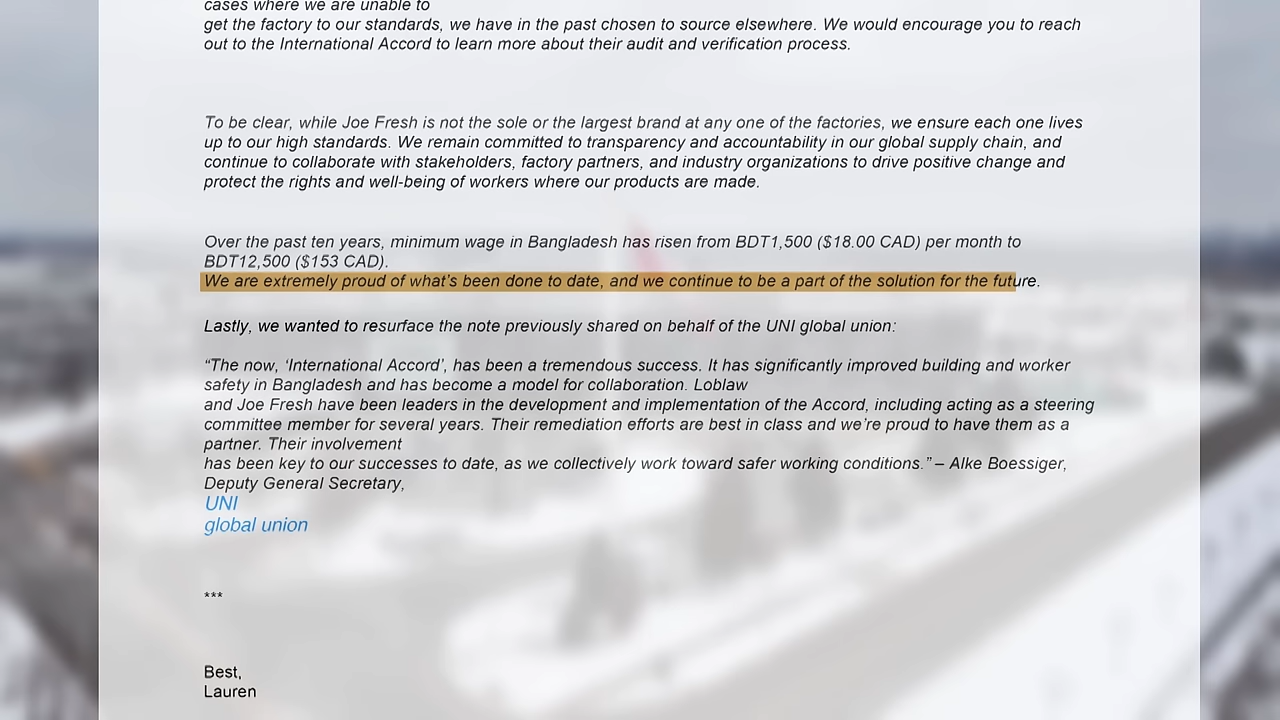 cases where we are unable to
get the factory to our standards, we have in the past chosen to source elsewhere. We would encourage you to reach
out to the International Accord to learn more about their audit and verification process.
To be clear, while Joe Fresh is not the sole or the largest brand at any one of the factories, we ensure each one lives
up to our high standards. We remain committed to transparency and accountability in our global supply chain, and
continue to collaborate with stakeholders, factory partners, and industry organizations to drive positive change and
protect the rights and well-being of workers where our products are made.
Over the past ten years, minimum wage in Bangladesh has risen from BDT1,500 ($18.00 CAD) per month to
BDT12,500 ($153 CAD).
We are extremely proud of what's been done to date, and we continue to be a part of the solution for the future.
Lastly, we wanted to resurface the note previously shared on behalf of the UNI global union:
“The now, ‘International Accord’, has been a tremendous success. It has significantly improved building and worker
safety in Bangladesh and has become a model for collaboration. Loblaw
and Joe Fresh have been leaders in the development and implementation of the Accord, including acting as a steering
committee member for several years. Their remediation efforts are best in class and we’re proud to have them as a
partner. Their involvement
has been key to our successes to date, as we collectively work toward safer working conditions.” – Alke Boessiger,
Deputy General Secretary,
UNI
global union
***
Best,
Lauren